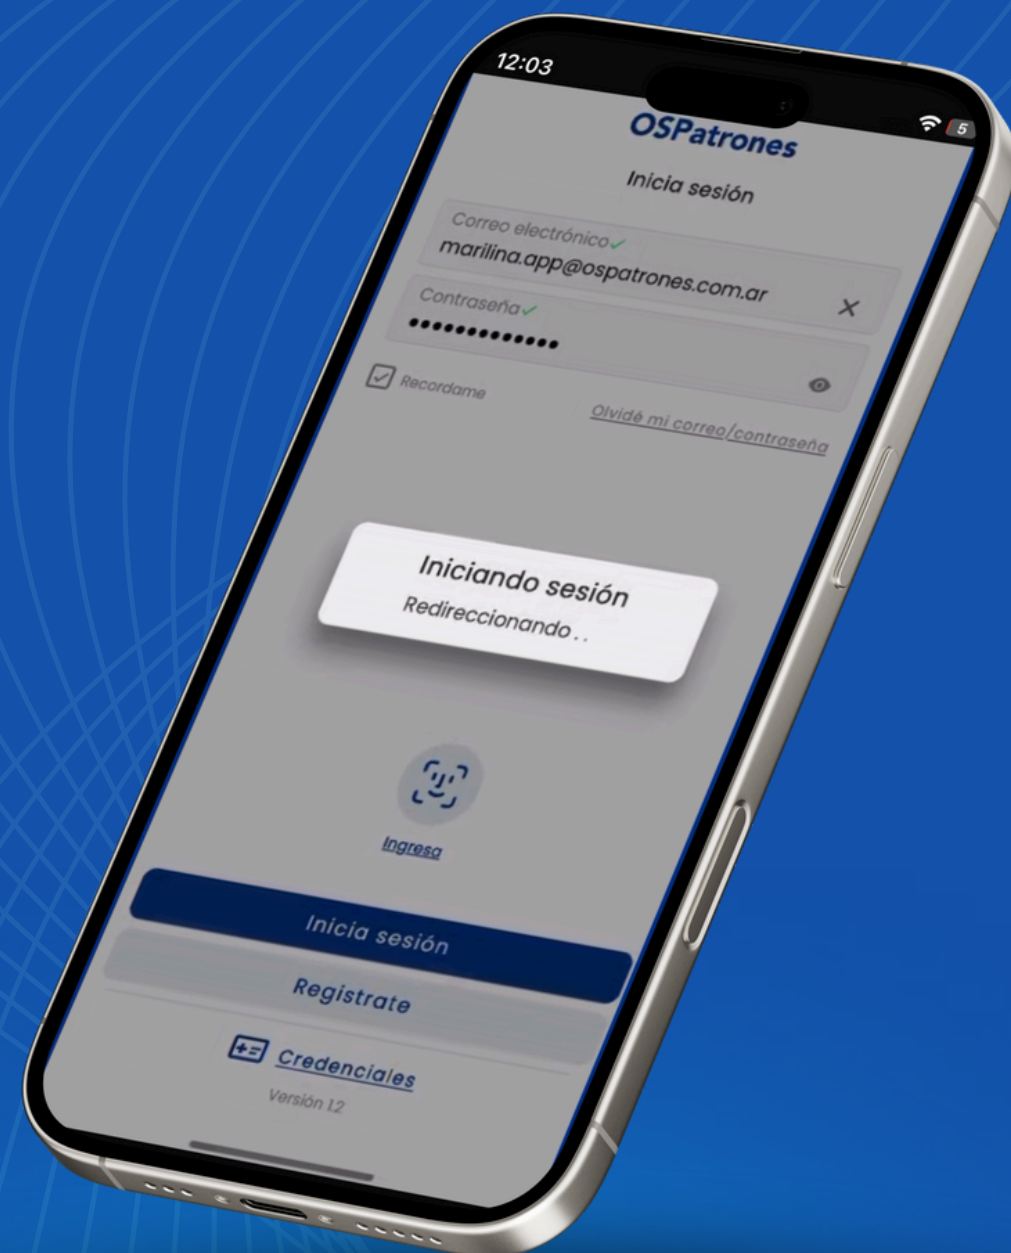 12:03
5
OSPatrones
Inicia sesión
Correo electrónico
marilina.app@ospatrones.com.ar
Contraseña
•••••••••••••
Recordame
Olvidé mi correo/contraseña
Iniciando sesión
Redireccionando..
Ingresa
Inicia sesión
Registrate
Credenciales
Versión 1.2